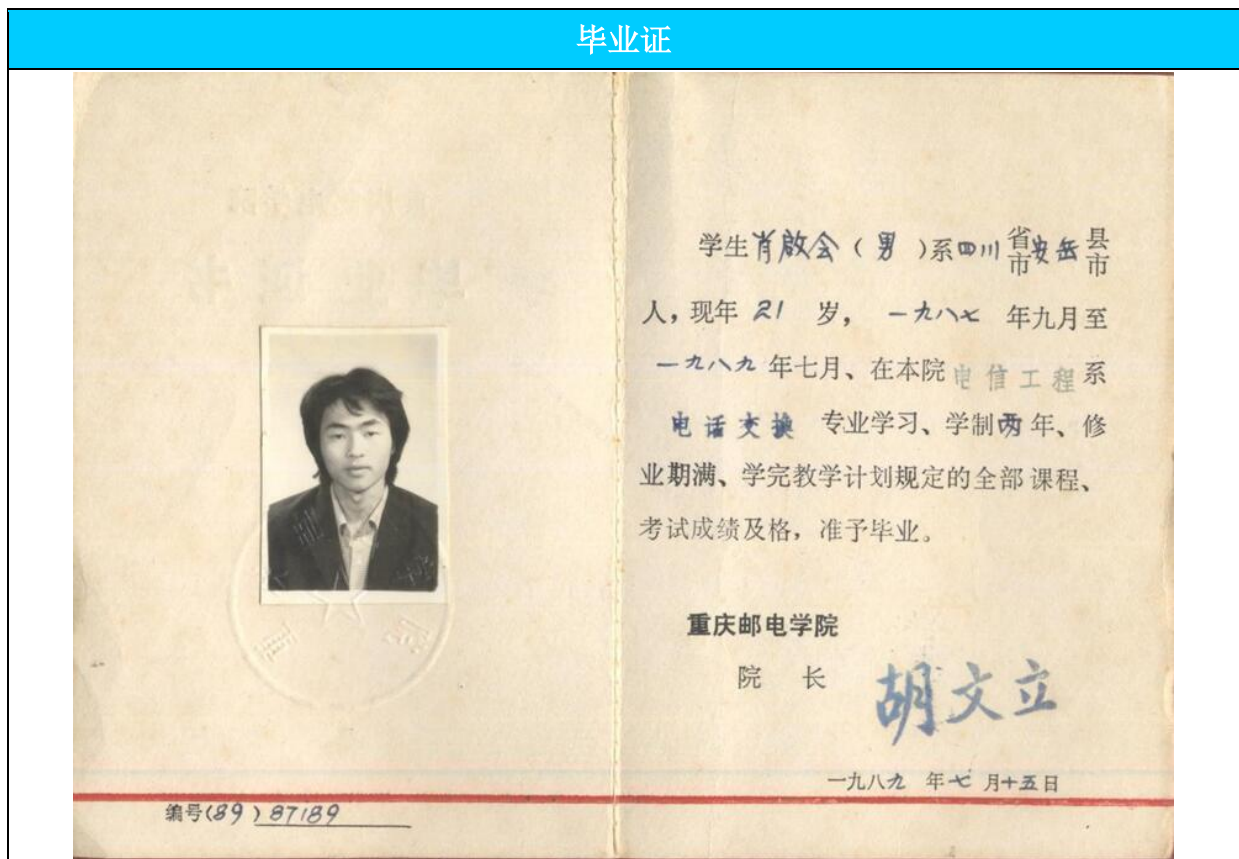 毕业证
学生肖啟会（男）系四川省市安岳县市
人，现年 21 岁，一九八七 年九月至
一九八九 年七月、在本院 电信工程 系
电话交换 专业学习、学制两年、修
业期满、学完教学计划规定的全部课程、
考试成绩及格，准予毕业。
重庆邮电学院
院 长 胡文立
一九八九 年七月十五日
编号(89)87189